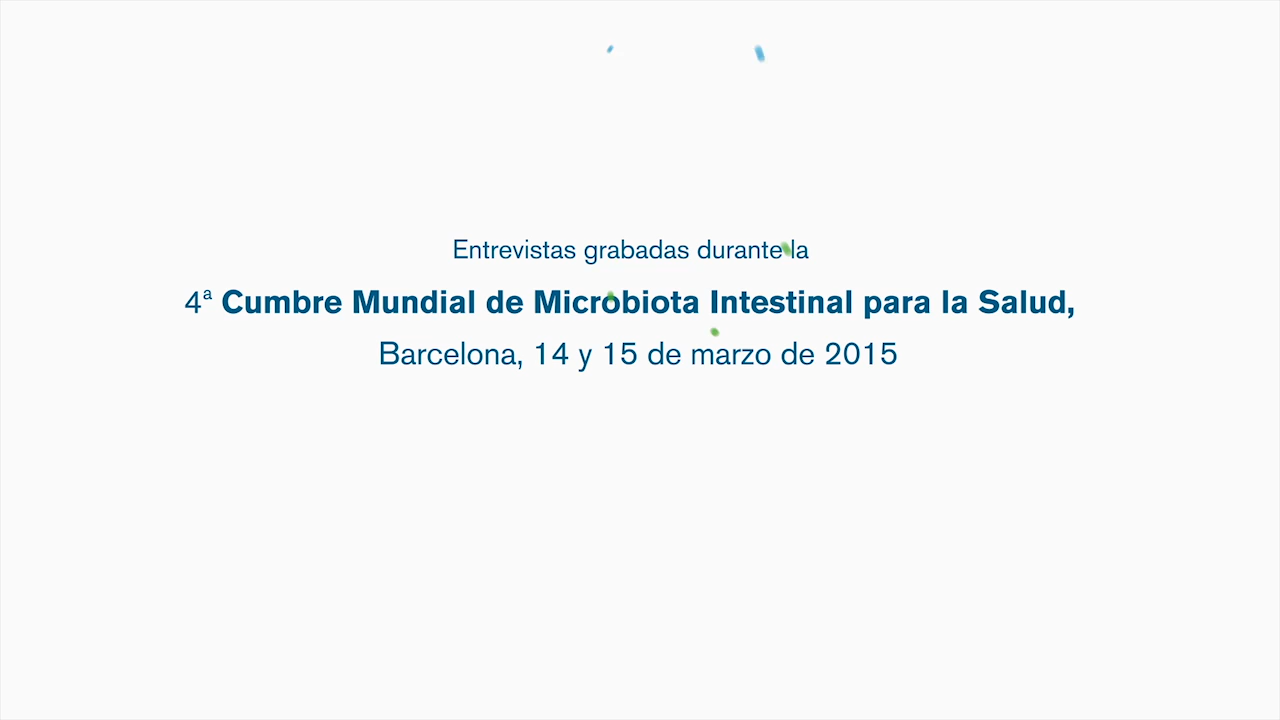 Entrevistas grabadas durante la
4ª Cumbre Mundial de Microbiota Intestinal para la Salud,
Barcelona, 14 y 15 de marzo de 2015